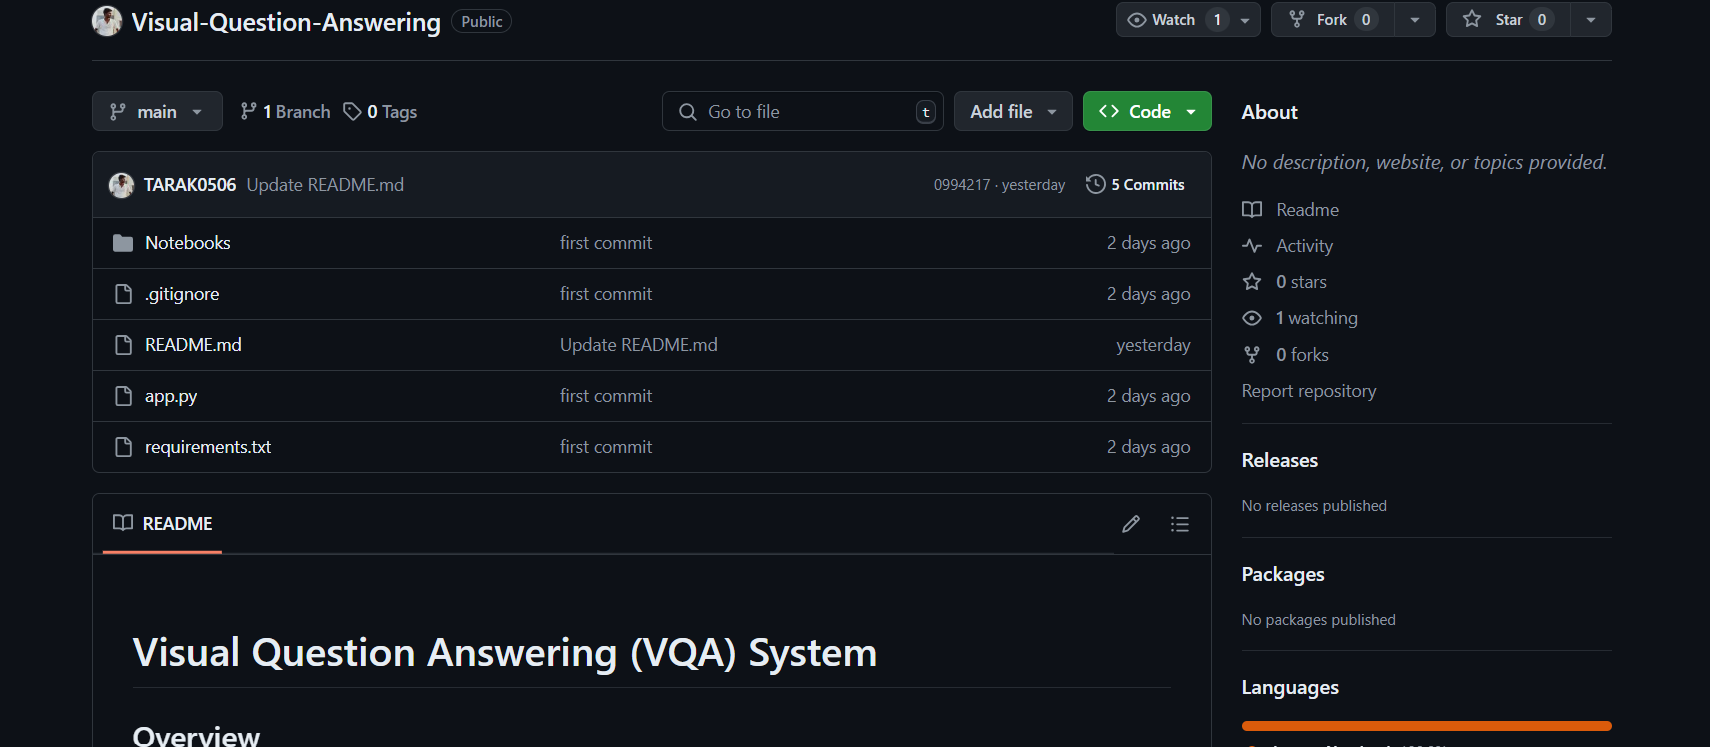 Visual-Question-Answering Public
Watch 1
Fork 0
Star 0
main
1 Branch
0 Tags
Go to file t
Add file
Code
TARAK0506 Update README.md 0994217 · yesterday 5 Commits
Notebooks first commit 2 days ago
.gitignore first commit 2 days ago
README.md Update README.md yesterday
app.py first commit 2 days ago
requirements.txt first commit 2 days ago
README
Visual Question Answering (VQA) System
Overview
About
No description, website, or topics provided.
Readme
Activity
0 stars
1 watching
0 forks
Report repository
Releases
No releases published
Packages
No packages published
Languages